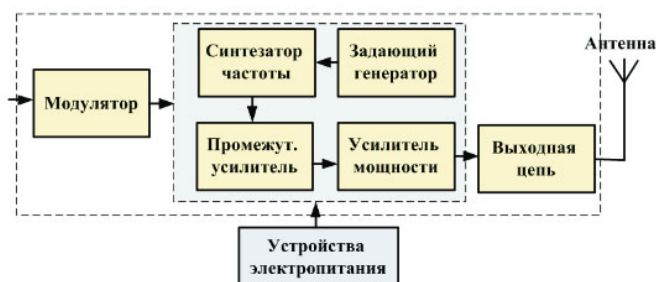 Синтезатор
частоты
Задающий
генератор
Антенна
Модулятор
Промежут.
усилитель
Усилитель
мощности
Выходная
цепь
Устройства
электропитания